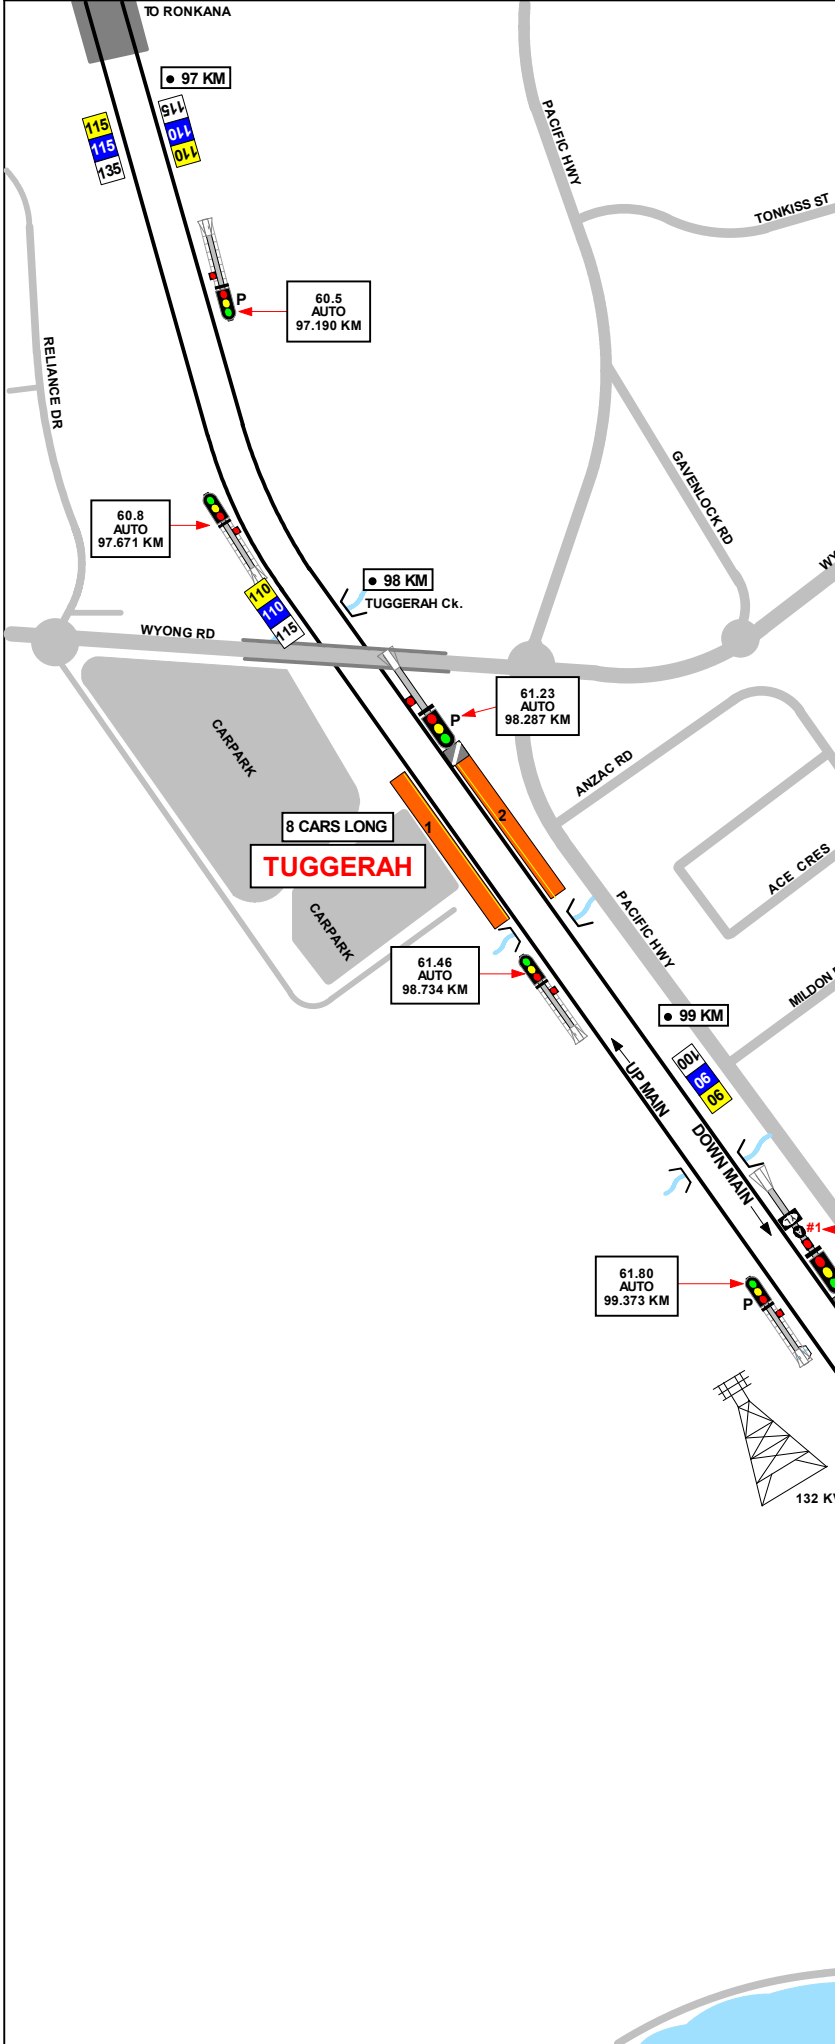 TO RONKANA
97 KM
115
110
110
115
115
135
PACIFIC HWY
TONKISS ST
P
60.5
AUTO
97.190 KM
RELIANCE DR
GAVENLOCK RD
60.8
AUTO
97.671 KM
98 KM
TUGGERAH Ck.
110
110
115
WYONG RD
WY
61.23
AUTO
98.287 KM
P
CARPARK
ANZAC RD
8 CARS LONG
1
2
TUGGERAH
ACE CRES
CARPARK
PACIFIC HWY
61.46
AUTO
98.734 KM
MILDON
99 KM
100
90
90
UP MAIN
DOWN MAIN
#1
61.80
AUTO
99.373 KM
P
132 KV